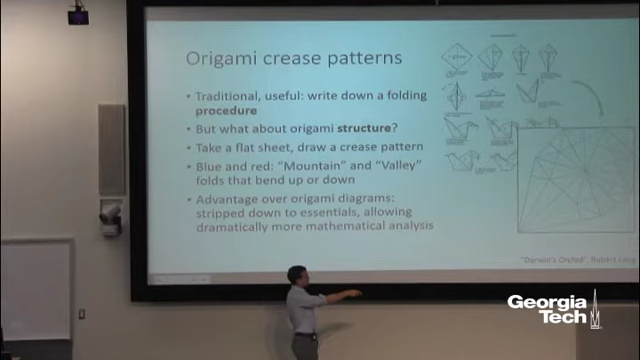 Origami crease patterns
• Traditional, useful: write down a folding
procedure
• But what about origami structure?
• Take a flat sheet, draw a crease pattern
• Blue and red: “Mountain” and “Valley”
folds that bend up or down
• Advantage over origami diagrams:
stripped down to essentials, allowing
dramatically more mathematical analysis
"Darwin's Orchid", Robert Lang
Georgia
Tech